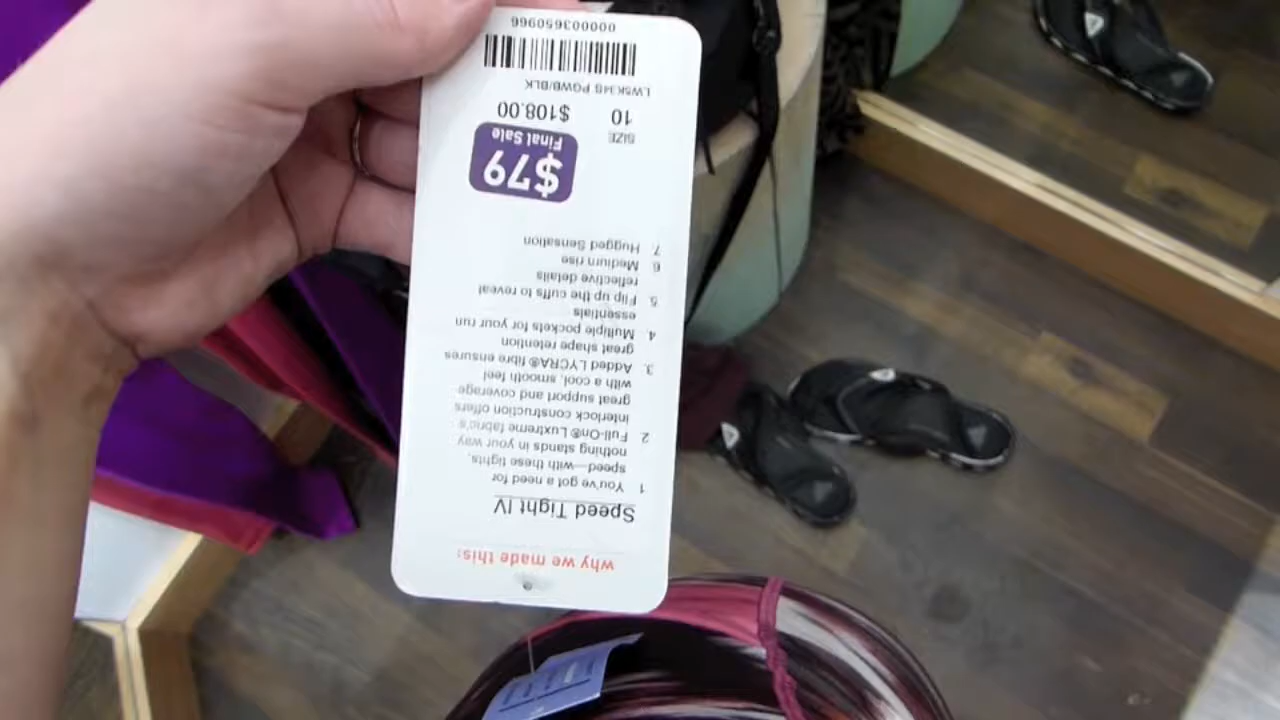 why we made this:
Speed Tight IV
1 You've got a need for
speed—with these tights,
nothing stands in your way
2 Full-On® Luxtreme fabric's
interlock construction offers
great support and coverage
with a cool, smooth feel
3 Added LYCRA® fibre ensures
great shape retention
4 Multiple pockets for your run
essentials
5 Flip up the cuffs to reveal
reflective details
6 Medium rise
7 Hugged Sensation
$79
Final Sale
SIZE
10 $108.00
LW5K34S PGWB/BLK
000003650966